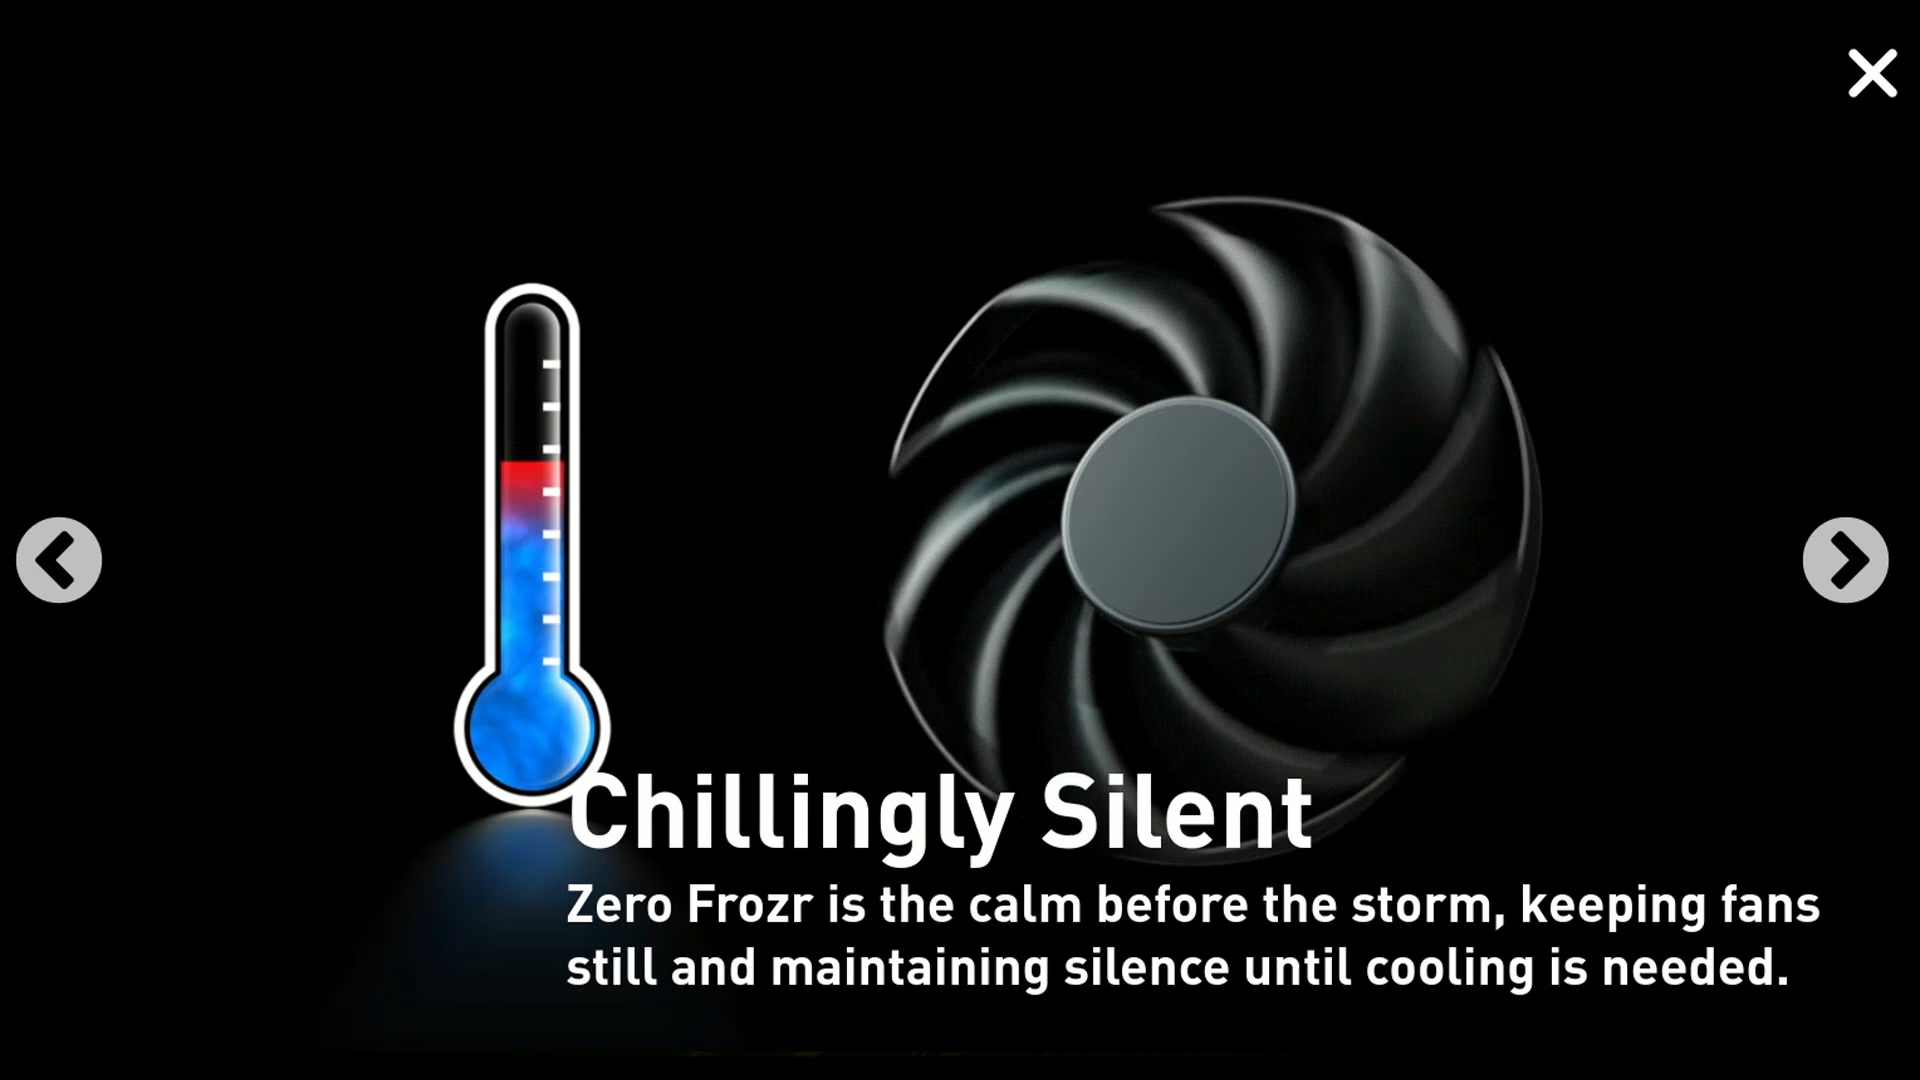 Chillingly Silent
Zero Frozr is the calm before the storm, keeping fans
still and maintaining silence until cooling is needed.